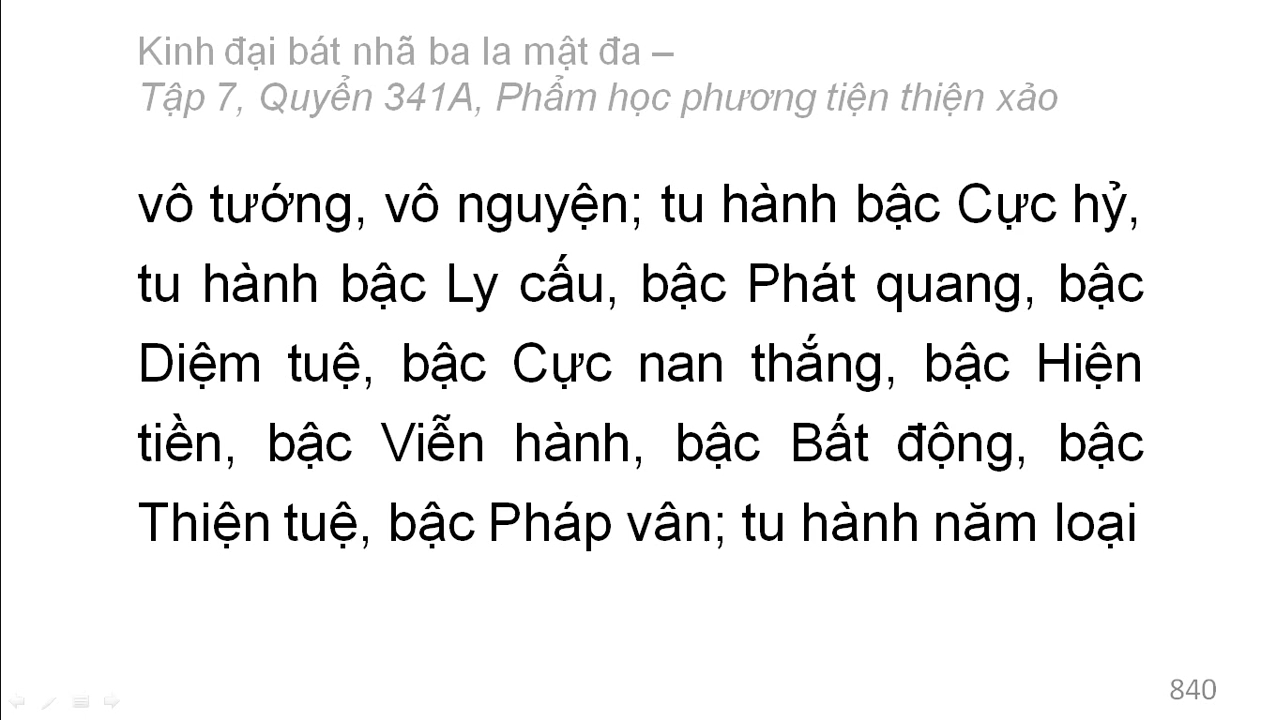 Kinh đại bát nhã ba la mật đa –
Tập 7, Quyển 341A, Phẩm học phương tiện thiện xảo
vô tướng, vô nguyện; tu hành bậc Cực hỷ,
tu hành bậc Ly cấu, bậc Phát quang, bậc
Diệm tuệ, bậc Cực nan thắng, bậc Hiện
tiền, bậc Viễn hành, bậc Bất động, bậc
Thiện tuệ, bậc Pháp vân; tu hành năm loại
840